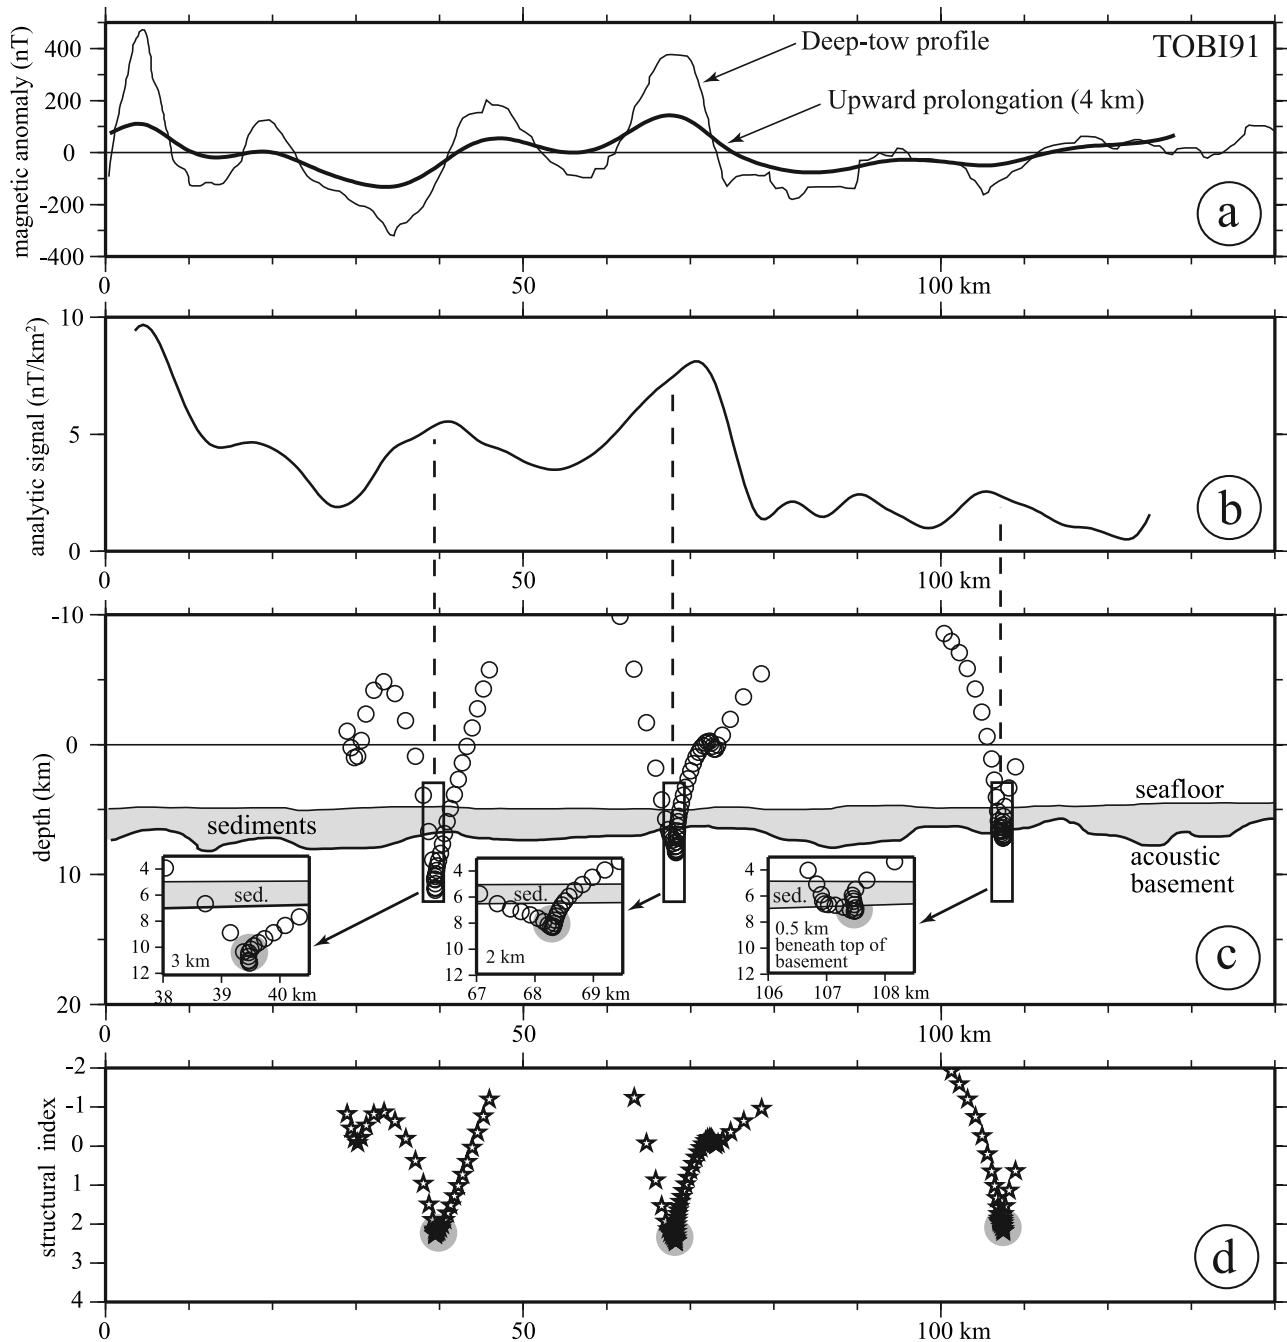 400
200
0
-200
-400
magnetic anomaly (nT)
Deep-tow profile
TOBI91
Upward prolongation (4 km)
a
0
50
100 km
10
5
0
analytic signal (nT/km²)
b
0
50
100 km
-10
0
10
20
depth (km)
seafloor
sediments
acoustic
basement
4
6
8
10
12
sed.
3 km
38
39
40 km
4
6
8
10
12
sed.
2 km
67
68
69 km
4
6
8
10
12
sed.
0.5 km
beneath top of
basement
106
107
108 km
c
0
50
100 km
-2
-1
0
1
2
3
4
structural index
d
0
50
100 km